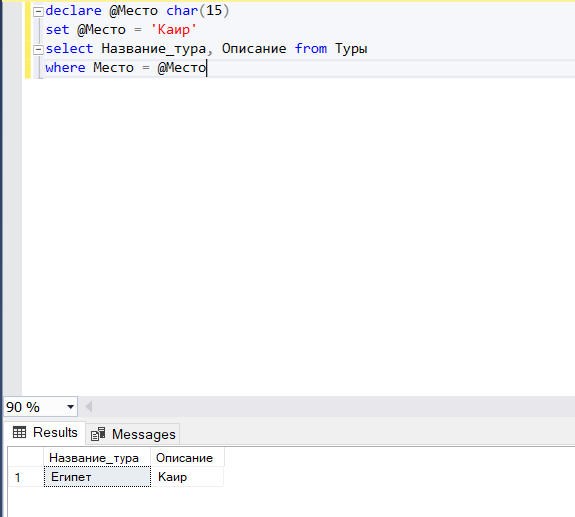 declare @Место char(15)
set @Место = 'Каир'
select Название_тура, Описание from Туры
where Место = @Место
90 %
Results Messages
Название_тура Описание
1 Египет Каир